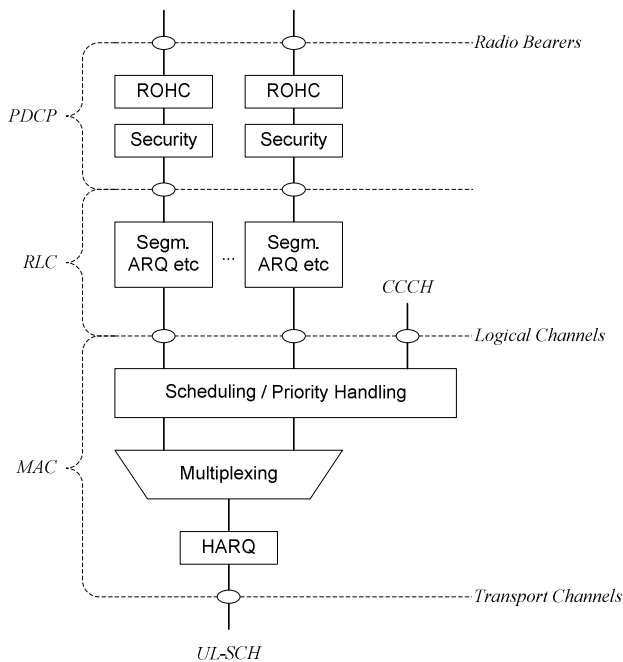 Radio Bearers
ROHC
ROHC
PDCP
Security
Security
Segm.
ARQ etc
...
Segm.
ARQ etc
RLC
CCCH
Logical Channels
Scheduling / Priority Handling
MAC
Multiplexing
HARQ
Transport Channels
UL-SCH